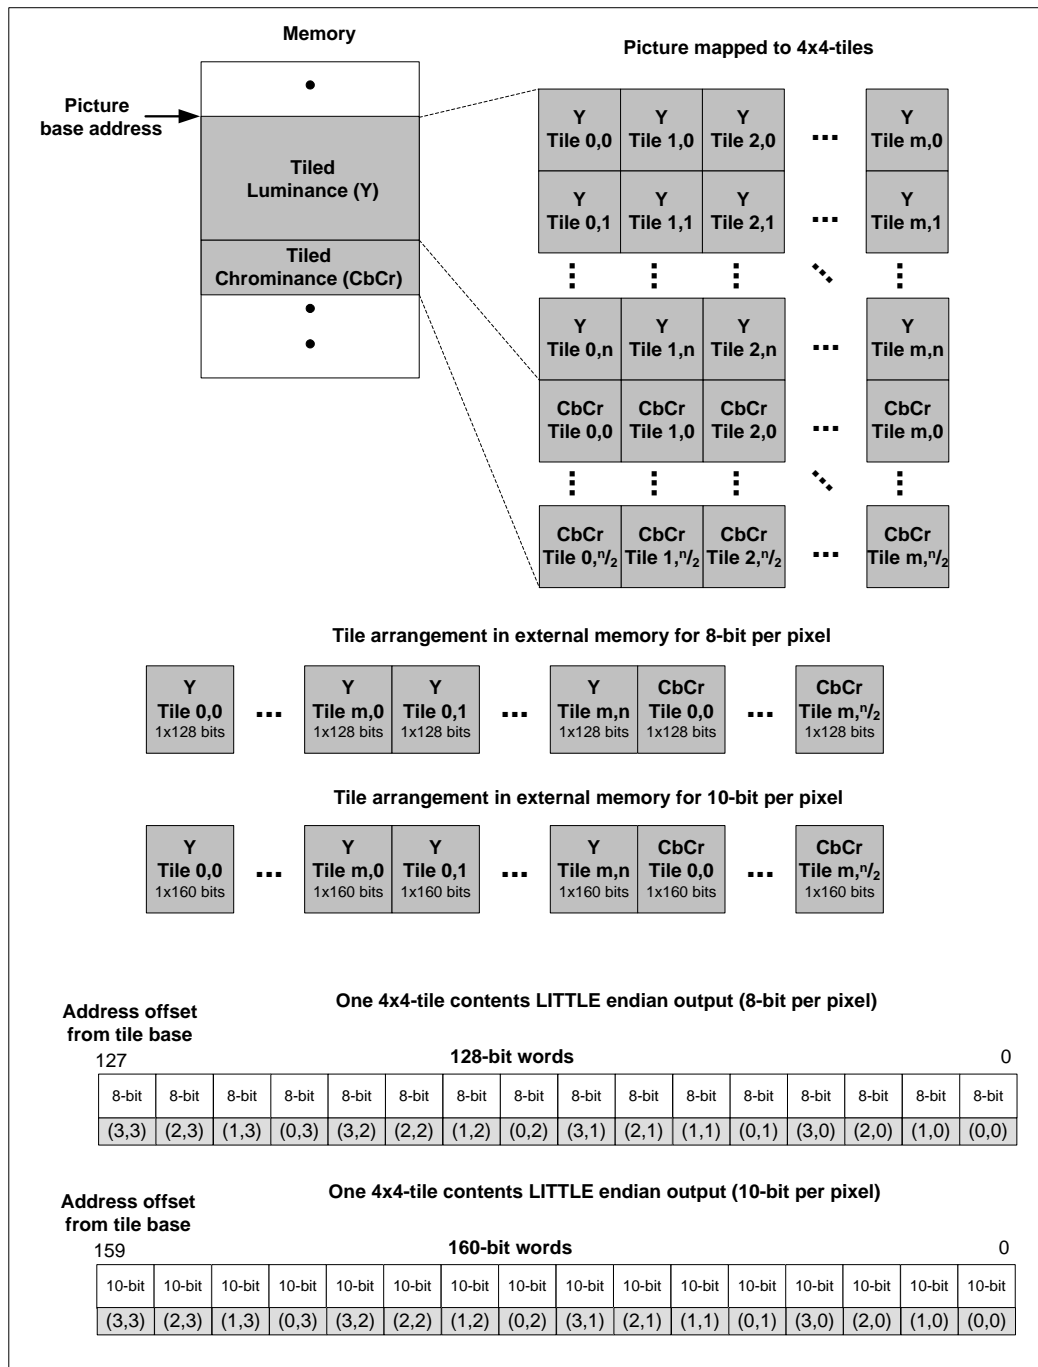 Memory
Picture mapped to 4x4-tiles
Picture
base address
Tiled
Luminance (Y)
Tiled
Chrominance (CbCr)
Y Y Y Y
Tile 0,0 Tile 1,0 Tile 2,0 ... Tile m,0
Y Y Y Y
Tile 0,1 Tile 1,1 Tile 2,1 ... Tile m,1
Y Y Y Y
Tile 0,n Tile 1,n Tile 2,n ... Tile m,n
CbCr CbCr CbCr CbCr
Tile 0,0 Tile 1,0 Tile 2,0 ... Tile m,0
CbCr CbCr CbCr CbCr
Tile 0,n/2 Tile 1,n/2 Tile 2,n/2 ... Tile m,n/2
Tile arrangement in external memory for 8-bit per pixel
Y Y Y Y CbCr CbCr
Tile 0,0 ... Tile m,0 Tile 0,1 ... Tile m,n Tile 0,0 ... Tile m,n/2
1x128 bits 1x128 bits 1x128 bits 1x128 bits 1x128 bits 1x128 bits
Tile arrangement in external memory for 10-bit per pixel
Y Y Y Y CbCr CbCr
Tile 0,0 ... Tile m,0 Tile 0,1 ... Tile m,n Tile 0,0 ... Tile m,n/2
1x160 bits 1x160 bits 1x160 bits 1x160 bits 1x160 bits 1x160 bits
One 4x4-tile contents LITTLE endian output (8-bit per pixel)
Address offset
from tile base
127 128-bit words 0
8-bit 8-bit 8-bit 8-bit 8-bit 8-bit 8-bit 8-bit 8-bit 8-bit 8-bit 8-bit 8-bit 8-bit 8-bit 8-bit
(3,3) (2,3) (1,3) (0,3) (3,2) (2,2) (1,2) (0,2) (3,1) (2,1) (1,1) (0,1) (3,0) (2,0) (1,0) (0,0)
One 4x4-tile contents LITTLE endian output (10-bit per pixel)
Address offset
from tile base
159 160-bit words 0
10-bit 10-bit 10-bit 10-bit 10-bit 10-bit 10-bit 10-bit 10-bit 10-bit 10-bit 10-bit 10-bit 10-bit 10-bit 10-bit
(3,3) (2,3) (1,3) (0,3) (3,2) (2,2) (1,2) (0,2) (3,1) (2,1) (1,1) (0,1) (3,0) (2,0) (1,0) (0,0)